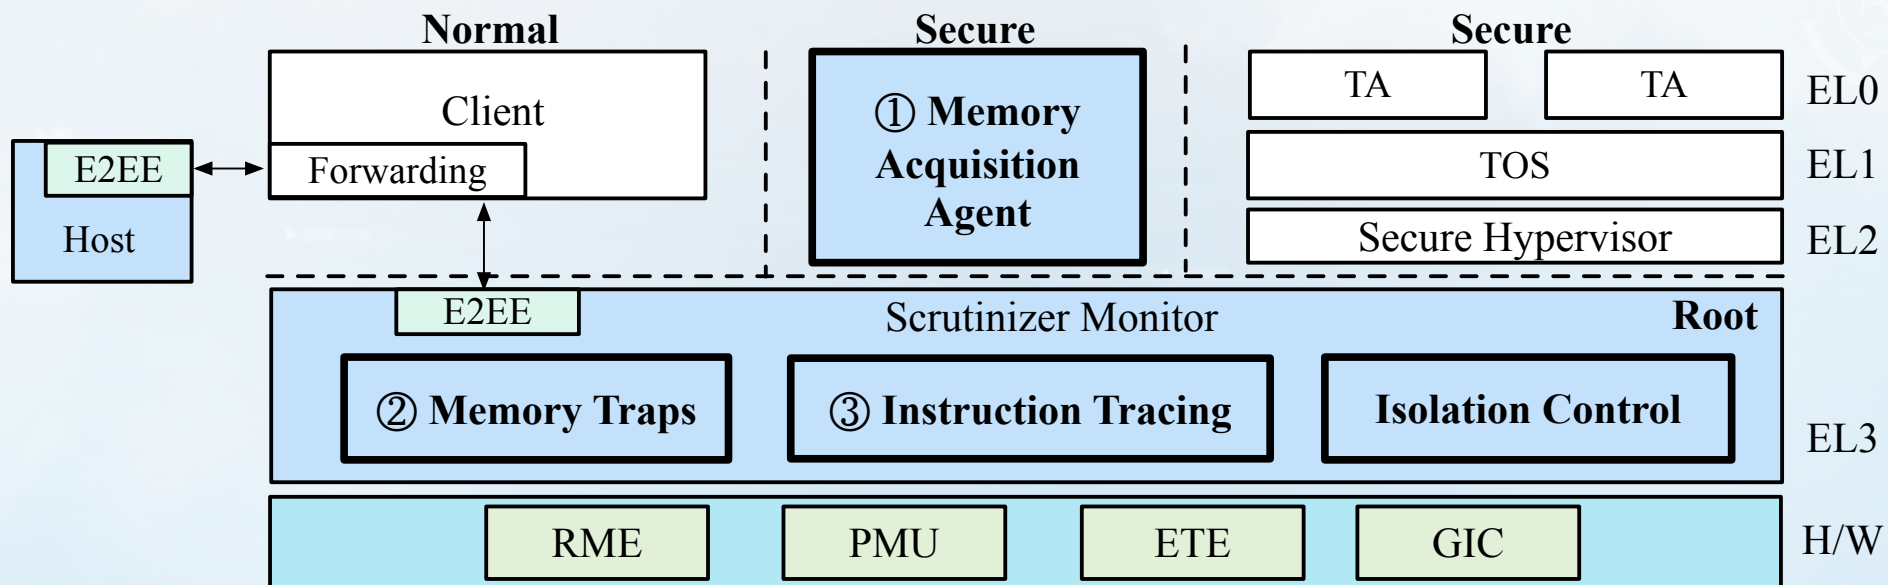 Normal
Secure
Secure
Client
Forwarding
E2EE
Host
① Memory
Acquisition
Agent
TA
TA
EL0
TOS
EL1
Secure Hypervisor
EL2
E2EE
Scrutinizer Monitor
Root
② Memory Traps
③ Instruction Tracing
Isolation Control
EL3
RME
PMU
ETE
GIC
H/W